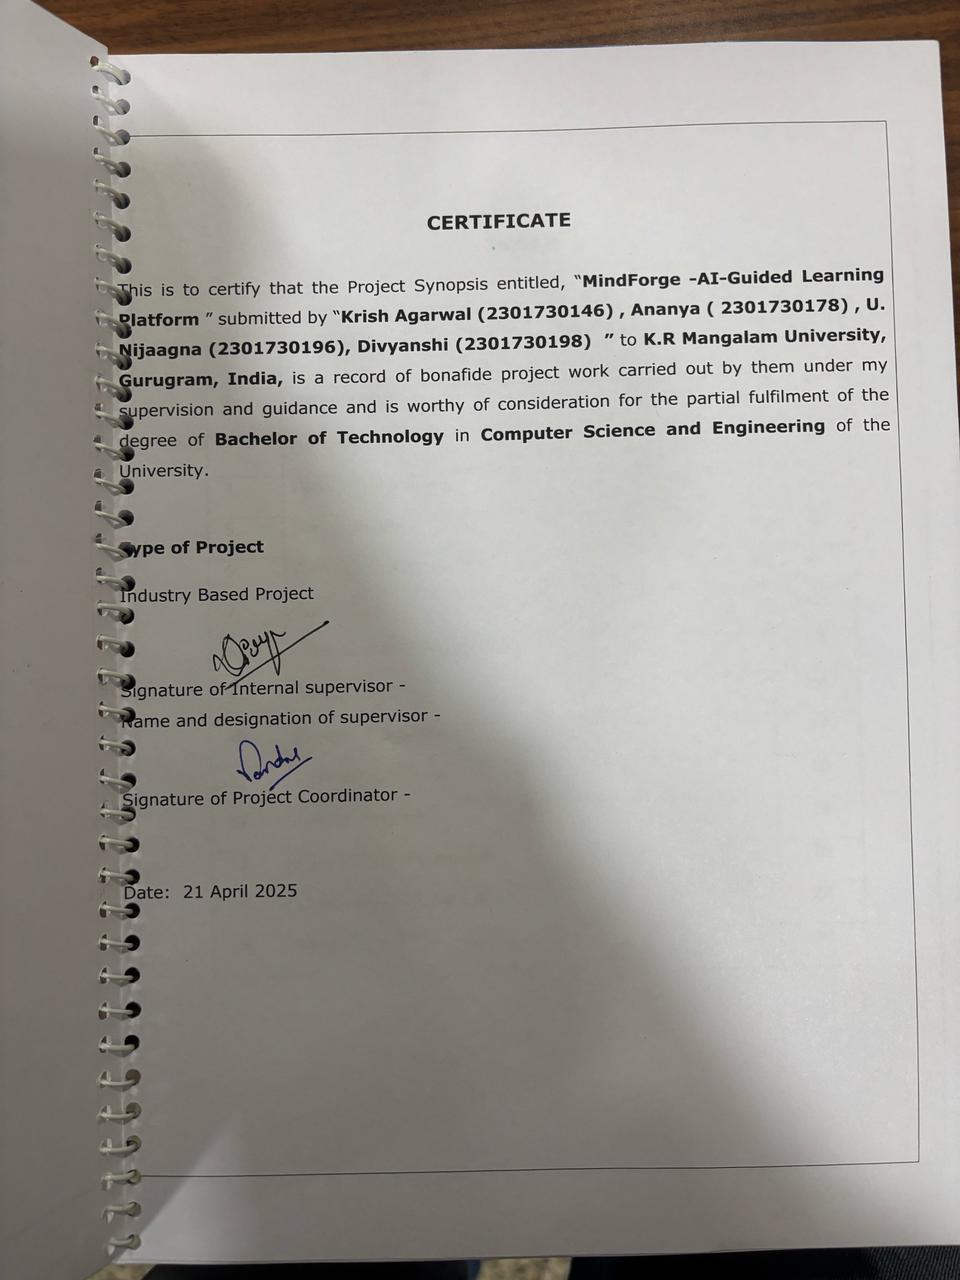 CERTIFICATE
This is to certify that the Project Synopsis entitled, “MindForge -AI-Guided Learning
Platform ” submitted by “Krish Agarwal (2301730146) , Ananya ( 2301730178) , U.
Nijaagna (2301730196), Divyanshi (2301730198) ” to K.R Mangalam University,
Gurugram, India, is a record of bonafide project work carried out by them under my
supervision and guidance and is worthy of consideration for the partial fulfilment of the
degree of Bachelor of Technology in Computer Science and Engineering of the
University.
Type of Project
Industry Based Project
Signature of Internal supervisor -
Name and designation of supervisor -
Signature of Project Coordinator -
Date: 21 April 2025